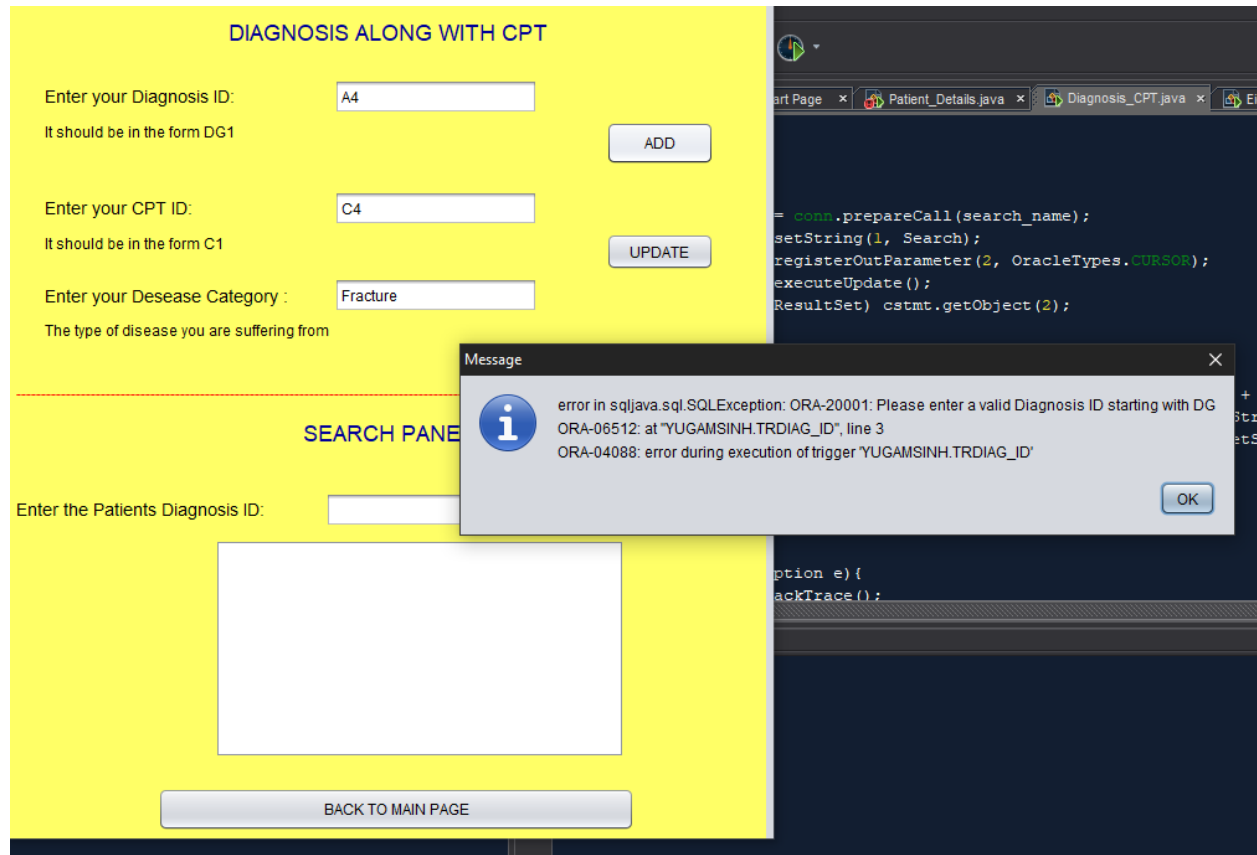 DIAGNOSIS ALONG WITH CPT
Enter your Diagnosis ID:
A4
It should be in the form DG1
ADD
Enter your CPT ID:
C4
It should be in the form C1
UPDATE
Enter your Desease Category :
Fracture
The type of disease you are suffering from
SEARCH PANE
Enter the Patients Diagnosis ID:
BACK TO MAIN PAGE
art Page × Patient_Details.java × Diagnosis_CPT.java × Ei
= conn.prepareCall(search_name);
setString(1, Search);
registerOutParameter(2, OracleTypes.CURSOR);
executeUpdate();
ResultSet) cstmt.getObject(2);
+
Str
etS
Message
error in sqljava.sql.SQLException: ORA-20001: Please enter a valid Diagnosis ID starting with DG
ORA-06512: at "YUGAMSINH.TRDIAG_ID", line 3
ORA-04088: error during execution of trigger 'YUGAMSINH.TRDIAG_ID'
OK
ption e){
ackTrace();